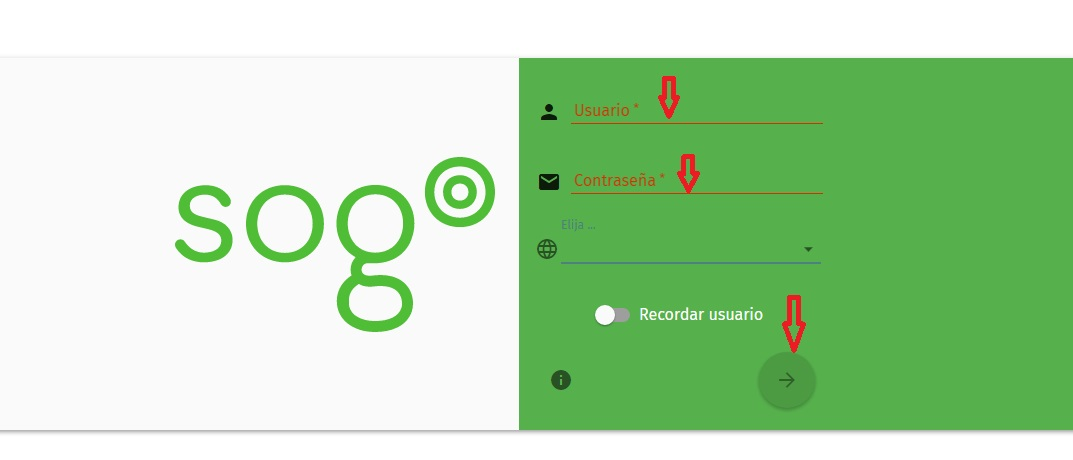 sogo
Usuario *
Contraseña *
Elija ...
Recordar usuario